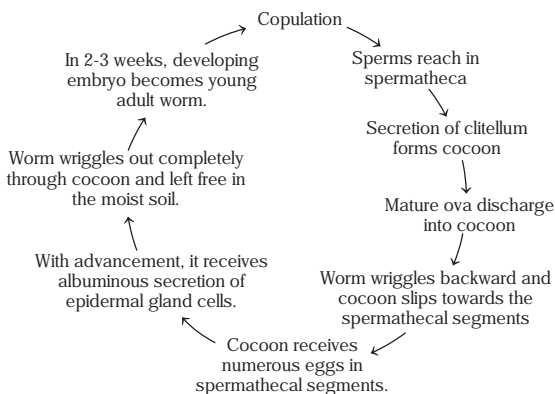 Copulation
Sperms reach in
spermatheca
Secretion of clitellum
forms cocoon
Mature ova discharge
into cocoon
Worm wriggles backward and
cocoon slips towards the
spermathecal segments
Cocoon receives
numerous eggs in
spermathecal segments.
With advancement, it receives
albuminous secretion of
epidermal gland cells.
Worm wriggles out completely
through cocoon and left free in
the moist soil.
In 2-3 weeks, developing
embryo becomes young
adult worm.